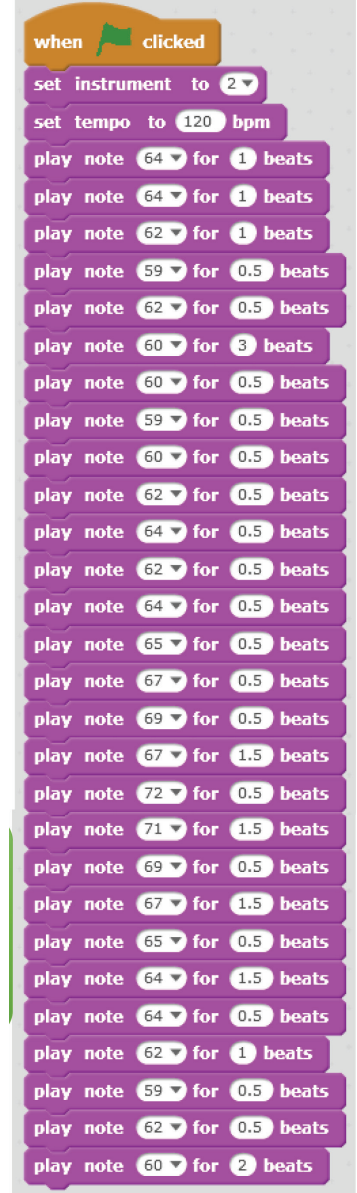 when clicked
set instrument to 2
set tempo to 120 bpm
play note 64 for 1 beats
play note 64 for 1 beats
play note 62 for 1 beats
play note 59 for 0.5 beats
play note 62 for 0.5 beats
play note 60 for 3 beats
play note 60 for 0.5 beats
play note 59 for 0.5 beats
play note 60 for 0.5 beats
play note 62 for 0.5 beats
play note 64 for 0.5 beats
play note 62 for 0.5 beats
play note 64 for 0.5 beats
play note 65 for 0.5 beats
play note 67 for 0.5 beats
play note 69 for 0.5 beats
play note 67 for 1.5 beats
play note 72 for 0.5 beats
play note 71 for 1.5 beats
play note 69 for 0.5 beats
play note 67 for 1.5 beats
play note 65 for 0.5 beats
play note 64 for 1.5 beats
play note 64 for 0.5 beats
play note 62 for 1 beats
play note 59 for 0.5 beats
play note 62 for 0.5 beats
play note 60 for 2 beats